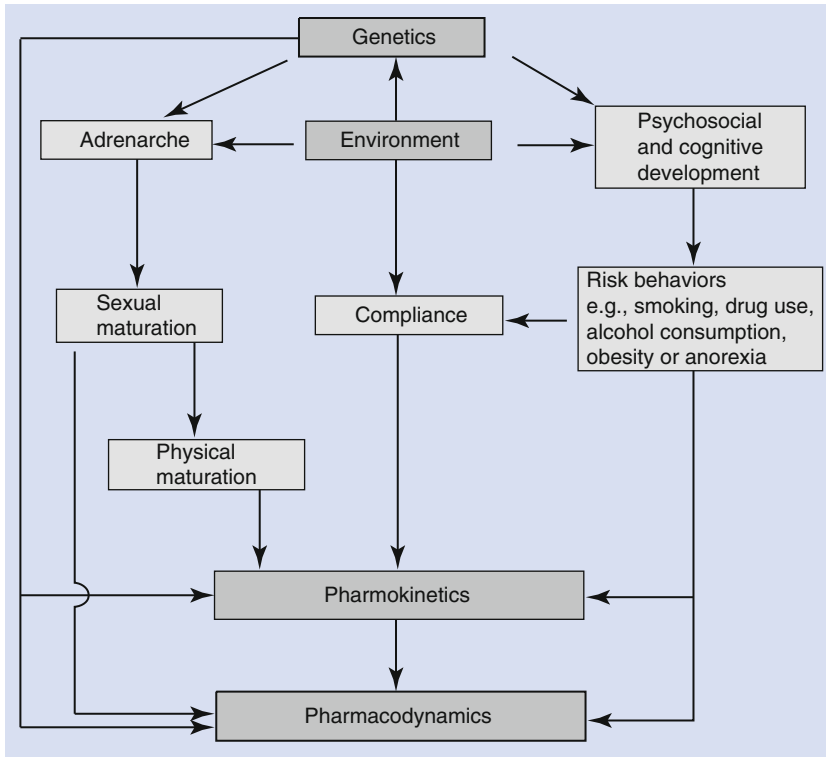 Genetics
Adrenarche
Environment
Psychosocial
and cognitive
development
Sexual
maturation
Compliance
Risk behaviors
e.g., smoking, drug use,
alcohol consumption,
obesity or anorexia
Physical
maturation
Pharmokinetics
Pharmacodynamics